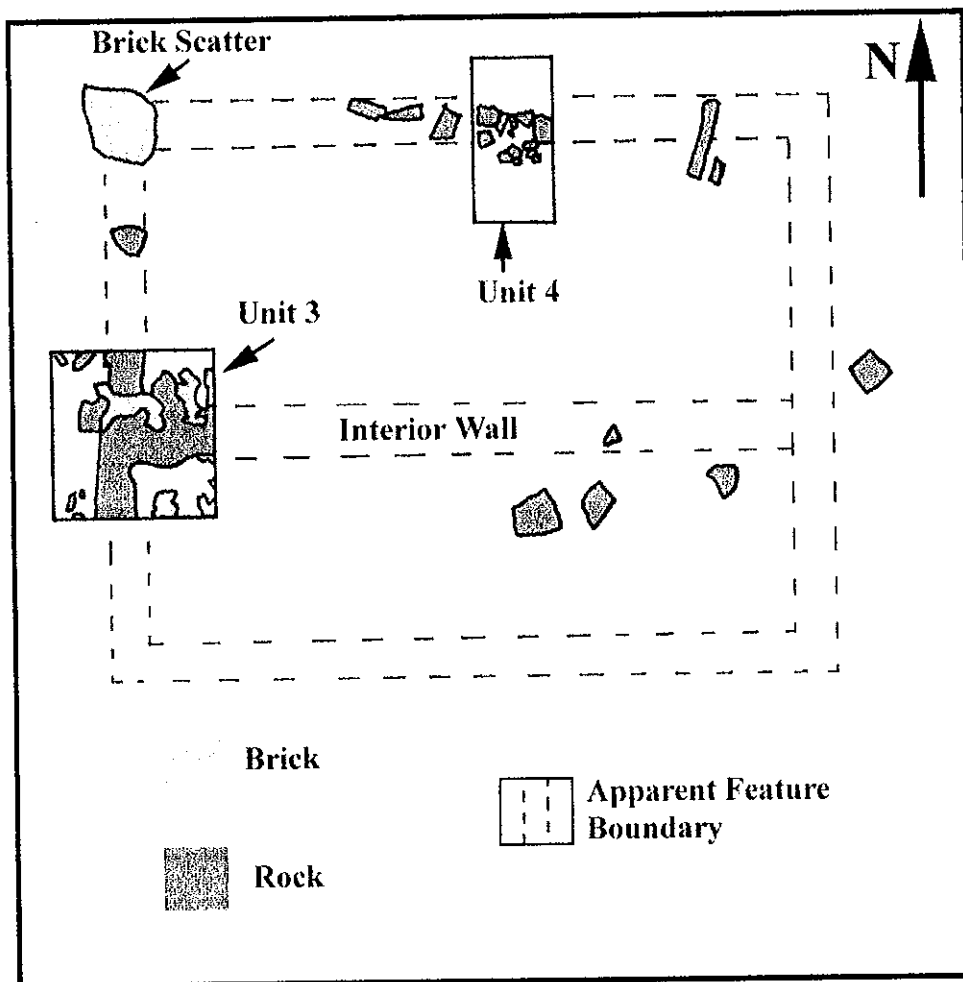 Brick Scatter
N
Unit 4
Unit 3
Interior Wall
Brick
Apparent Feature
Boundary
Rock